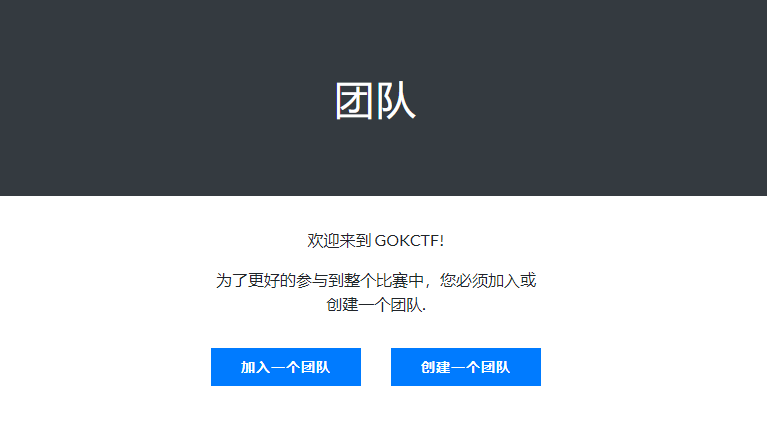 团队
欢迎来到 GOKCTF!
为了更好的参与到整个比赛中，您必须加入或
创建一个团队.
加入一个团队
创建一个团队